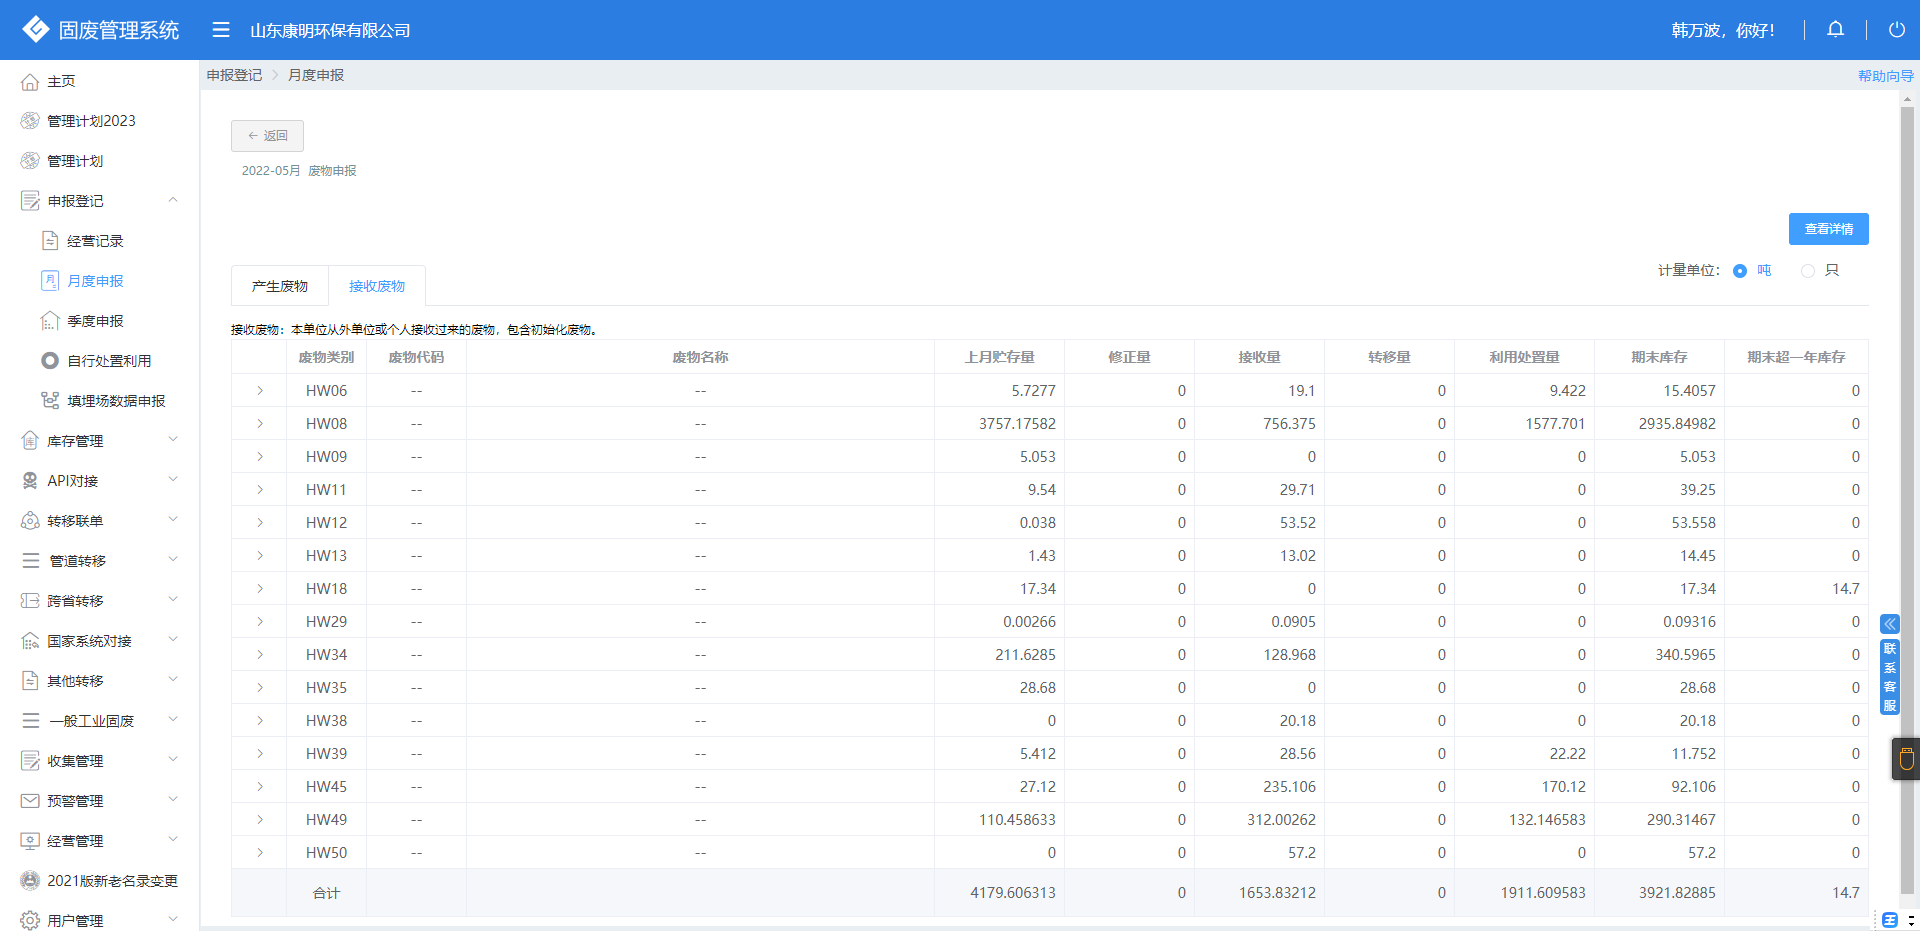 固废管理系统
山东康明环保有限公司
韩万波，你好！
主页
管理计划2023
管理计划
申报登记
经营记录
月度申报
季度申报
自行处置利用
填埋场数据申报
库存管理
API对接
转移联单
管道转移
跨省转移
国家系统对接
其他转移
一般工业固废
收集管理
预警管理
经营管理
2021版新老名录变更
用户管理
申报登记 > 月度申报
帮助向导
← 返回
2022-05月 废物申报
查看详情
计量单位： 吨 只
产生废物 接收废物
接收废物：本单位从外单位或个人接收过来的废物，包含初始化废物。
废物类别 废物代码 废物名称 上月贮存量 修正量 接收量 转移量 利用处置量 期末库存 期末超一年库存
HW06 -- -- 5.7277 0 19.1 0 9.422 15.4057 0
HW08 -- -- 3757.17582 0 756.375 0 1577.701 2935.84982 0
HW09 -- -- 5.053 0 0 0 0 5.053 0
HW11 -- -- 9.54 0 29.71 0 0 39.25 0
HW12 -- -- 0.038 0 53.52 0 0 53.558 0
HW13 -- -- 1.43 0 13.02 0 0 14.45 0
HW18 -- -- 17.34 0 0 0 0 17.34 14.7
HW29 -- -- 0.00266 0 0.0905 0 0 0.09316 0
HW34 -- -- 211.6285 0 128.968 0 0 340.5965 0
HW35 -- -- 28.68 0 0 0 0 28.68 0
HW38 -- -- 0 0 20.18 0 0 20.18 0
HW39 -- -- 5.412 0 28.56 0 22.22 11.752 0
HW45 -- -- 27.12 0 235.106 0 170.12 92.106 0
HW49 -- -- 110.458633 0 312.00262 0 132.146583 290.31467 0
HW50 -- -- 0 0 57.2 0 0 57.2 0
合计 4179.606313 0 1653.83212 0 1911.609583 3921.82885 14.7
联系客服